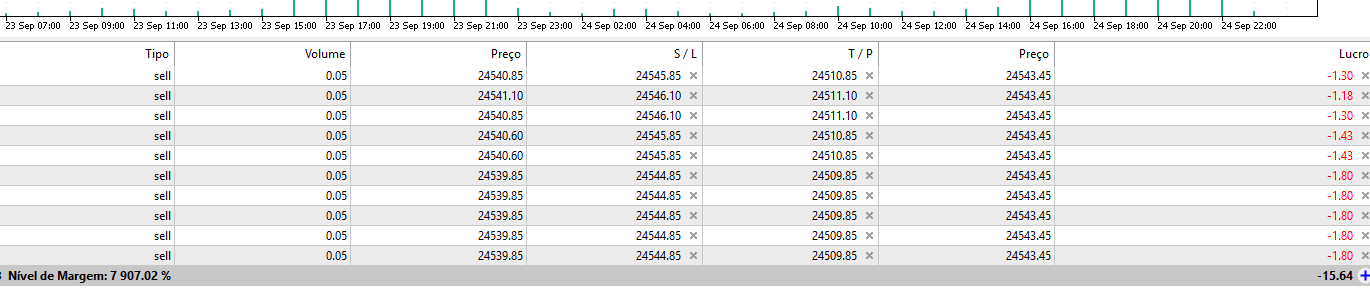 23 Sep 07:00 23 Sep 09:00 23 Sep 11:00 23 Sep 13:00 23 Sep 15:00 23 Sep 17:00 23 Sep 19:00 23 Sep 21:00 23 Sep 23:00 24 Sep 02:00 24 Sep 04:00 24 Sep 06:00 24 Sep 08:00 24 Sep 10:00 24 Sep 12:00 24 Sep 14:00 24 Sep 16:00 24 Sep 18:00 24 Sep 20:00 24 Sep 22:00
Tipo Volume Preço S / L T / P Preço Lucro
sell 0.05 24540.85 24545.85 24510.85 24543.45 -1.30
sell 0.05 24541.10 24546.10 24511.10 24543.45 -1.18
sell 0.05 24540.85 24546.10 24511.10 24543.45 -1.30
sell 0.05 24540.60 24545.85 24510.85 24543.45 -1.43
sell 0.05 24540.60 24545.85 24510.85 24543.45 -1.43
sell 0.05 24539.85 24544.85 24509.85 24543.45 -1.80
sell 0.05 24539.85 24544.85 24509.85 24543.45 -1.80
sell 0.05 24539.85 24544.85 24509.85 24543.45 -1.80
sell 0.05 24539.85 24544.85 24509.85 24543.45 -1.80
sell 0.05 24539.85 24544.85 24509.85 24543.45 -1.80
Nível de Margem: 7 907.02 % -15.64